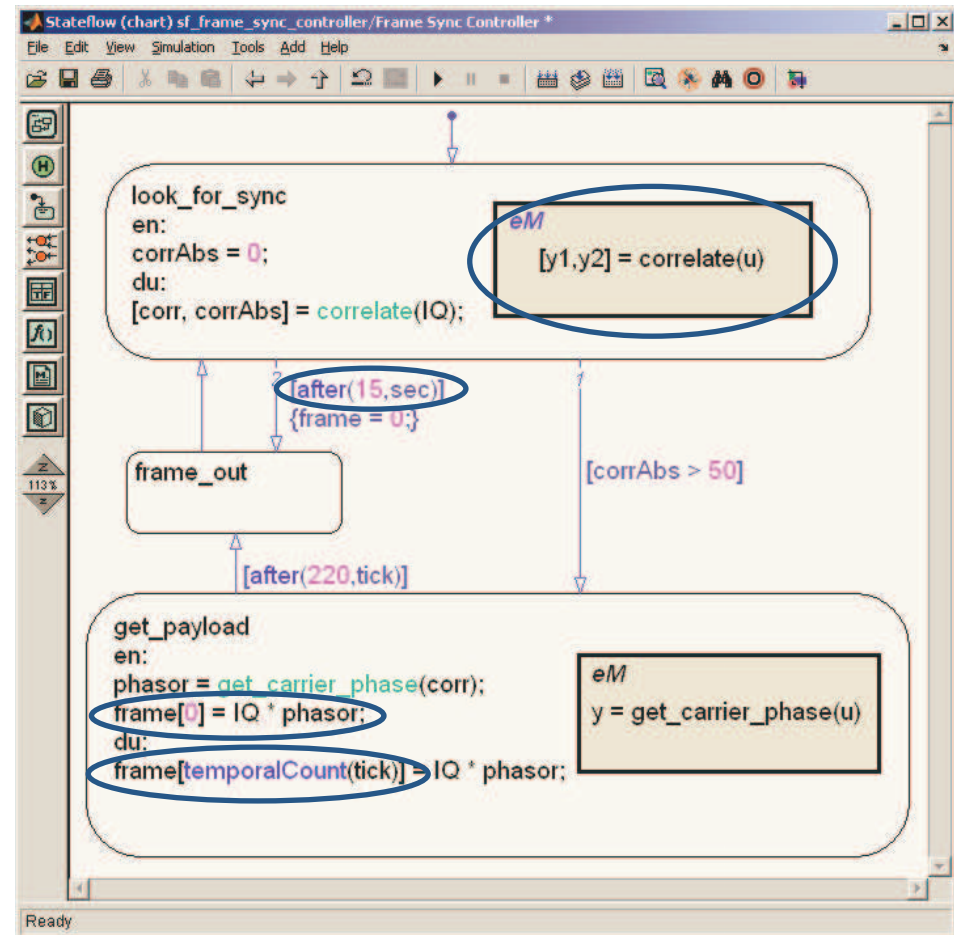 Stateflow (chart) sf_frame_sync_controller/Frame Sync Controller *
File Edit View Simulation Tools Add Help
look_for_sync
en:
corrAbs = 0;
du:
[corr, corrAbs] = correlate(IQ);
eM
[y1,y2] = correlate(u)
2
[after(15,sec)]
{frame = 0;}
1
[corrAbs > 50]
frame_out
[after(220,tick)]
get_payload
en:
phasor = get_carrier_phase(corr);
frame[0] = IQ * phasor;
du:
frame[temporalCount(tick)] = IQ * phasor;
eM
y = get_carrier_phase(u)
H
TF
f()
M
Z
113%
Z
Ready